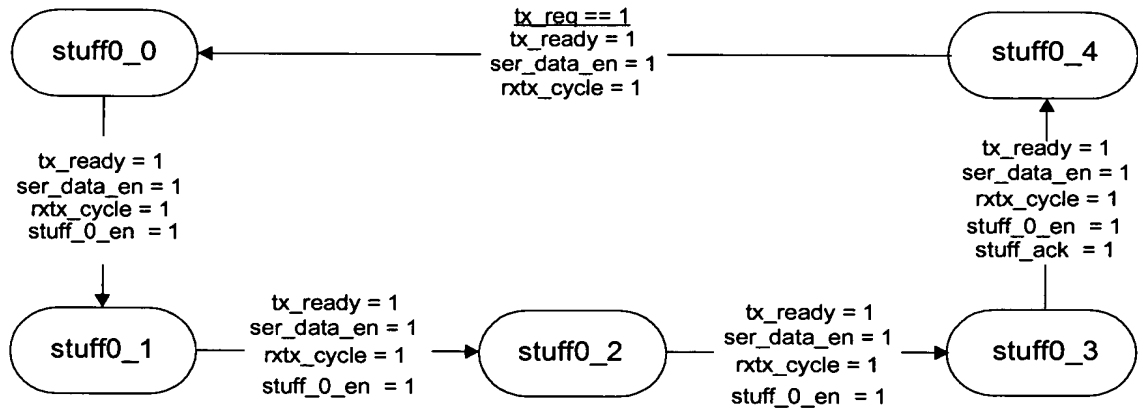 tx_req == 1
tx_ready = 1
ser_data_en = 1
rxtx_cycle = 1
stuff0_0
stuff0_4
tx_ready = 1
ser_data_en = 1
rxtx_cycle = 1
stuff_0_en = 1
tx_ready = 1
ser_data_en = 1
rxtx_cycle = 1
stuff_0_en = 1
stuff_ack = 1
stuff0_1
tx_ready = 1
ser_data_en = 1
rxtx_cycle = 1
stuff_0_en = 1
stuff0_2
tx_ready = 1
ser_data_en = 1
rxtx_cycle = 1
stuff_0_en = 1
stuff0_3